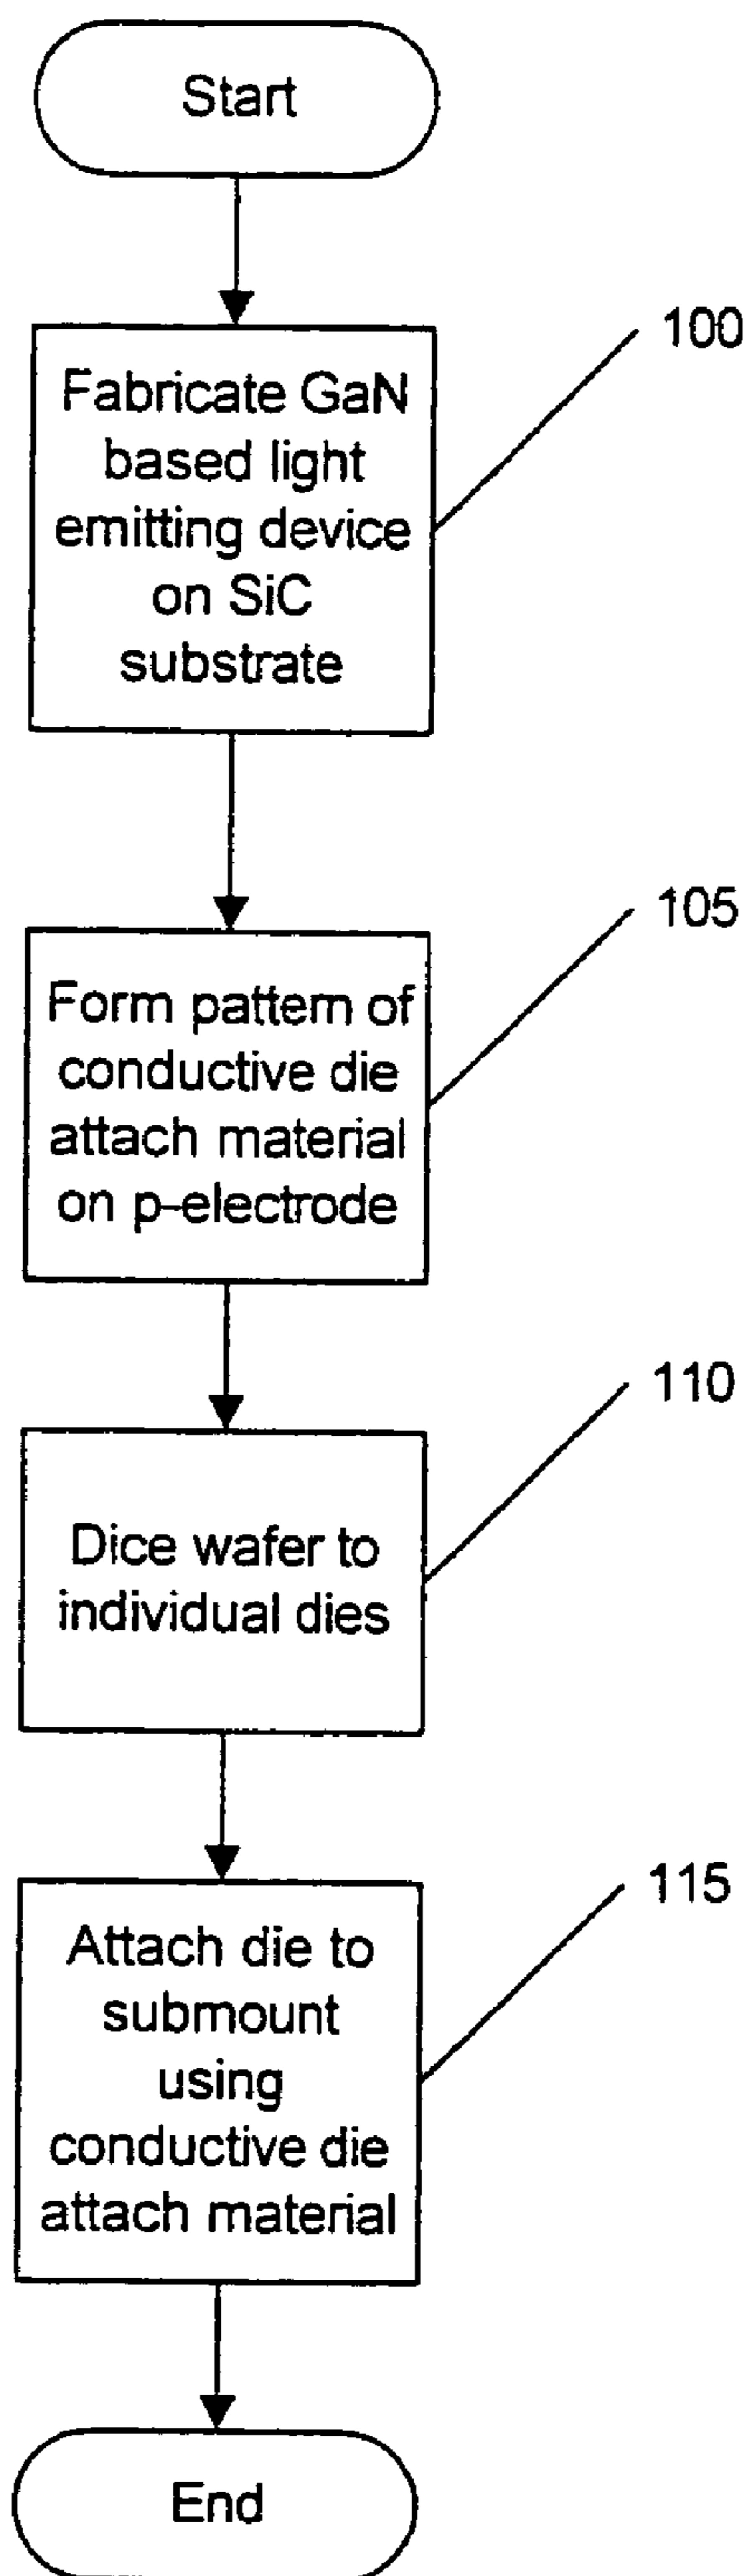 Start
100
Fabricate GaN
based light
emitting device
on SiC
substrate
105
Form pattern of
conductive die
attach material
on p-electrode
110
Dice wafer to
individual dies
115
Attach die to
submount
using
conductive die
attach material
End